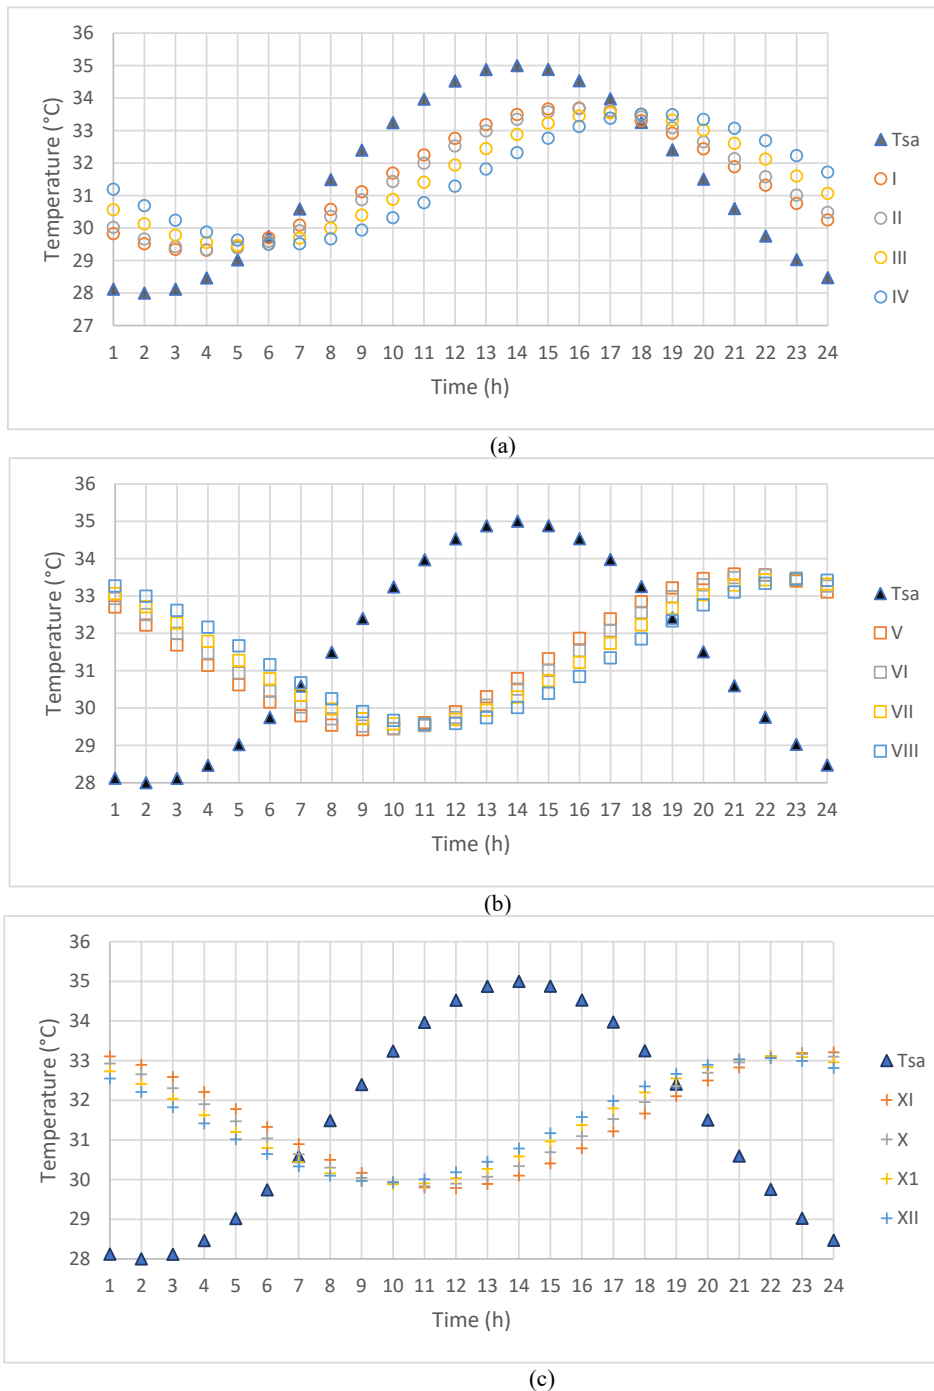 36
35
34
33
32
31
30
29
28
27
Temperature (°C)
1 2 3 4 5 6 7 8 9 10 11 12 13 14 15 16 17 18 19 20 21 22 23 24
Time (h)
Tsa
I
II
III
IV
(a)
36
35
34
33
32
31
30
29
28
Temperature (°C)
1 2 3 4 5 6 7 8 9 10 11 12 13 14 15 16 17 18 19 20 21 22 23 24
Time (h)
Tsa
V
VI
VII
VIII
(b)
36
35
34
33
32
31
30
29
28
Temperature (°C)
1 2 3 4 5 6 7 8 9 10 11 12 13 14 15 16 17 18 19 20 21 22 23 24
Time (h)
Tsa
XI
X
X1
XII
(c)